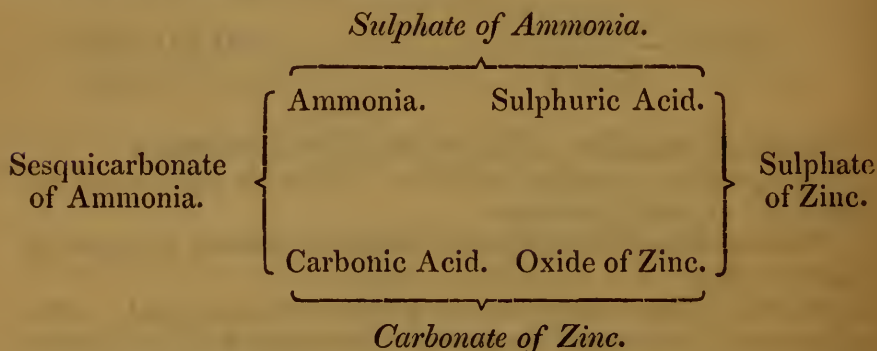 Sulphate of Ammonia.
Ammonia. Sulphuric Acid.
Sesquicarbonate
of Ammonia.
Sulphate
of Zinc.
Carbonic Acid. Oxide of Zinc.
Carbonate of Zinc.